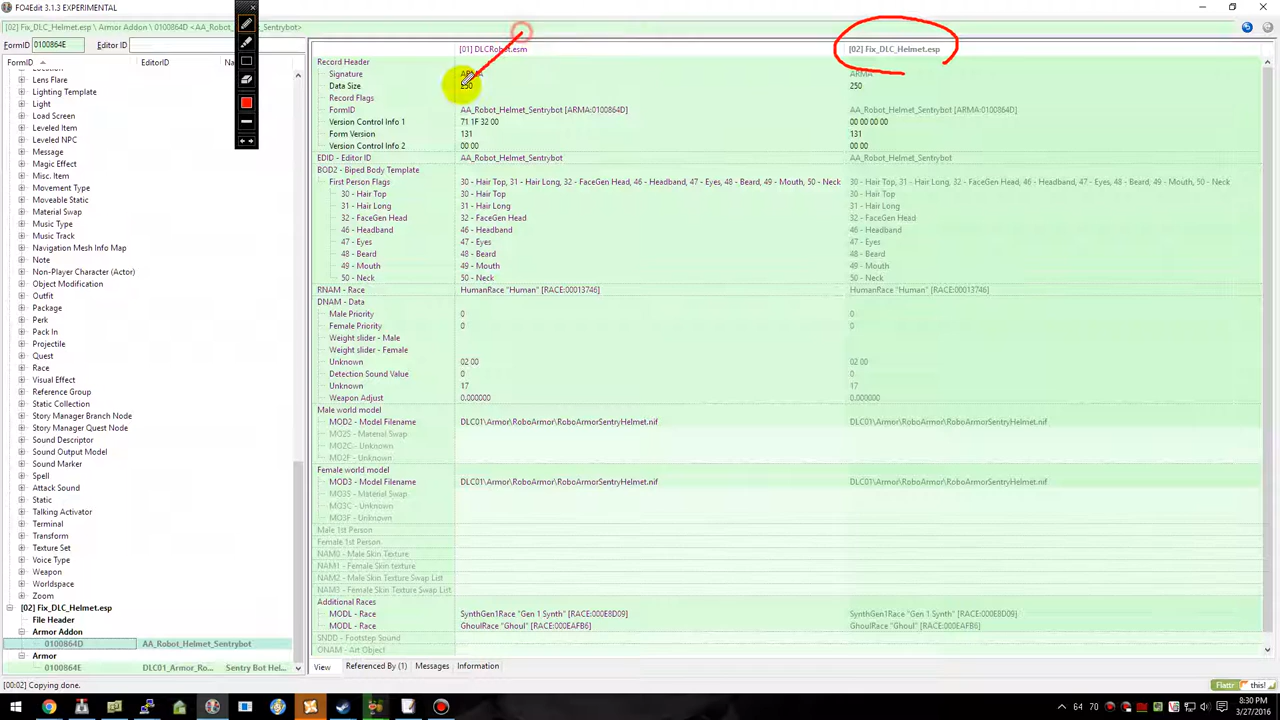 FO4Edit 3.1.3 EXPERIMENTAL
[02] Fix_DLC_Helmet.esp \ Armor Addon \ 0100864D <AA_Robot_Helmet_Sentrybot>
FormID 0100864E Editor ID
FormID EditorID
Lens Flare
Lighting Template
Light
Leveled Item
Leveled NPC
Message
Magic Effect
Misc. Item
Movement Type
Moveable Static
Material Swap
Music Type
Music Track
Navigation Mesh Info Map
Note
Non-Player Character (Actor)
Object Modification
Outfit
Package
Perk
Pack In
Projectile
Quest
Race
Visual Effect
Reference Group
Static Collection
Story Manager Branch Node
Story Manager Quest Node
Sound Descriptor
Sound Output Model
Sound Marker
Spell
Attack Sound
Static
Talking Activator
Terminal
Transform
Texture Set
Voice Type
Weapon
Worldspace
Zoom
[02] Fix_DLC_Helmet.esp
File Header
Armor Addon
0100864D AA_Robot_Helmet_Sentrybot
Armor
0100864E DLC01_Armor_Ro... Sentry Bot Hel...
[00:02] Copying done.
[01] DLCRobot.esm [02] Fix_DLC_Helmet.esp
Record Header
Signature ARMA ARMA
Data Size 250 250
Record Flags
FormID AA_Robot_Helmet_Sentrybot [ARMA:0100864D] AA_Robot_Helmet_Sentrybot [ARMA:0100864D]
Version Control Info 1 71 1F 32 00 00 00 00 00
Form Version 131 131
Version Control Info 2 00 00 00 00
EDID - Editor ID AA_Robot_Helmet_Sentrybot AA_Robot_Helmet_Sentrybot
BOD2 - Biped Body Template
First Person Flags 30 - Hair Top, 31 - Hair Long, 32 - FaceGen Head, 46 - Headband, 47 - Eyes, 48 - Beard, 49 - Mouth, 50 - Neck 30 - Hair Top, 31 - Hair Long, 32 - FaceGen Head, 46 - Headband, 47 - Eyes, 48 - Beard, 49 - Mouth, 50 - Neck
30 - Hair Top 30 - Hair Top 30 - Hair Top
31 - Hair Long 31 - Hair Long 31 - Hair Long
32 - FaceGen Head 32 - FaceGen Head 32 - FaceGen Head
46 - Headband 46 - Headband 46 - Headband
47 - Eyes 47 - Eyes 47 - Eyes
48 - Beard 48 - Beard 48 - Beard
49 - Mouth 49 - Mouth 49 - Mouth
50 - Neck 50 - Neck 50 - Neck
RNAM - Race HumanRace "Human" [RACE:00013746] HumanRace "Human" [RACE:00013746]
DNAM - Data
Male Priority 0 0
Female Priority 0 0
Weight slider - Male
Weight slider - Female
Unknown 02 00 02 00
Detection Sound Value 0 0
Unknown 17 17
Weapon Adjust 0.000000 0.000000
Male world model
MOD2 - Model Filename DLC01\Armor\RoboArmor\RoboArmorSentryHelmet.nif DLC01\Armor\RoboArmor\RoboArmorSentryHelmet.nif
MO2S - Material Swap
MO2C - Unknown
MO2F - Unknown
Female world model
MOD3 - Model Filename DLC01\Armor\RoboArmor\RoboArmorSentryHelmet.nif DLC01\Armor\RoboArmor\RoboArmorSentryHelmet.nif
MO3S - Material Swap
MO3C - Unknown
MO3F - Unknown
Male 1st Person
Female 1st Person
NAM0 - Male Skin Texture
NAM1 - Female Skin texture
NAM2 - Male Skin Texture Swap List
NAM3 - Female Skin Texture Swap List
Additional Races
MODL - Race SynthGen1Race "Gen 1 Synth" [RACE:000E8D09] SynthGen1Race "Gen 1 Synth" [RACE:000E8D09]
MODL - Race GhoulRace "Ghoul" [RACE:000EAFB6] GhoulRace "Ghoul" [RACE:000EAFB6]
SNDD - Footstep Sound
ONAM - Art Object
View Referenced By (1) Messages Information
Flattr this!
64 70
8:30 PM
3/27/2016